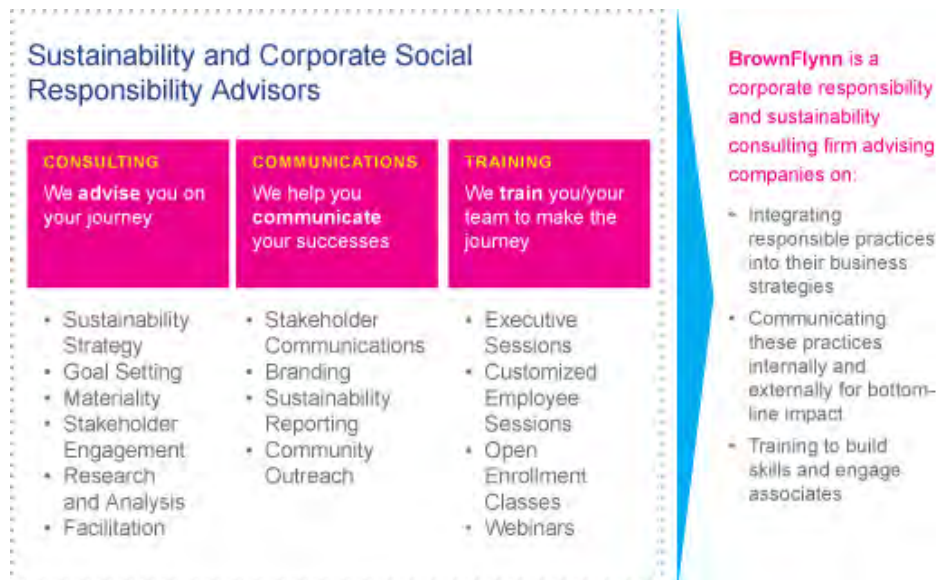 Sustainability and Corporate Social
Responsibility Advisors
CONSULTING
We advise you on
your journey
• Sustainability
Strategy
• Goal Setting
• Materiality
• Stakeholder
Engagement
• Research
and Analysis
• Facilitation
COMMUNICATIONS
We help you
communicate
your successes
• Stakeholder
Communications
• Branding
• Sustainability
Reporting
• Community
Outreach
TRAINING
We train you/your
team to make the
journey
• Executive
Sessions
• Customized
Employee
Sessions
• Open
Enrollment
Classes
• Webinars
BrownFlynn is a
corporate responsibility
and sustainability
consulting firm advising
companies on:
• Integrating
responsible practices
into their business
strategies
• Communicating
these practices
internally and
externally for bottom-
line impact
• Training to build
skills and engage
associates